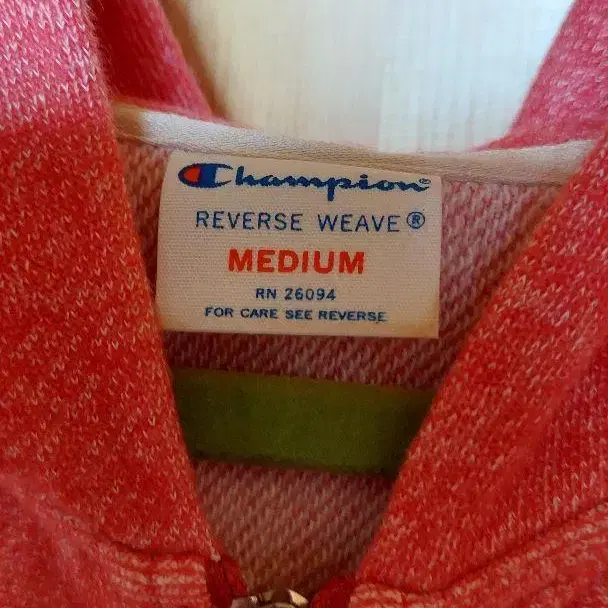 Champion®
REVERSE WEAVE®
MEDIUM
RN 26094
FOR CARE SEE REVERSE